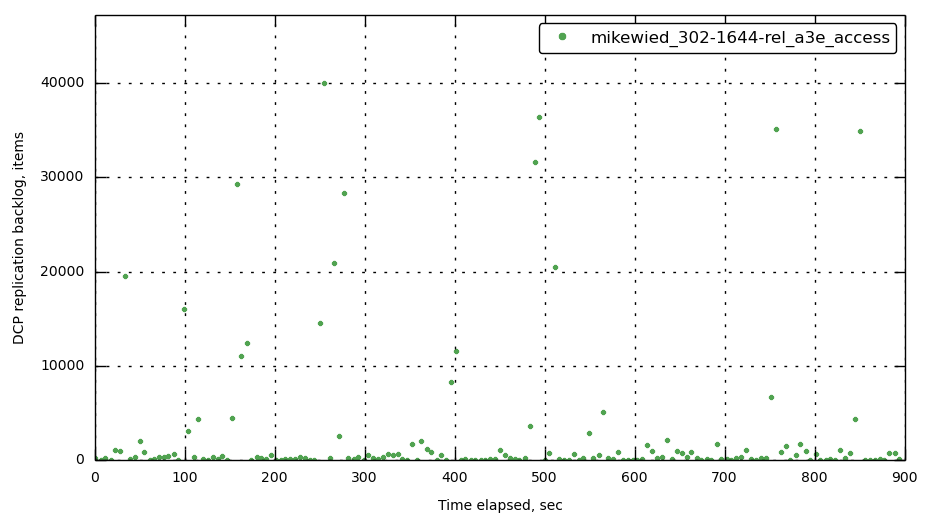 mikewied_302-1644-rel_a3e_access
40000
30000
20000
10000
0
DCP replication backlog, items
0 100 200 300 400 500 600 700 800 900
Time elapsed, sec